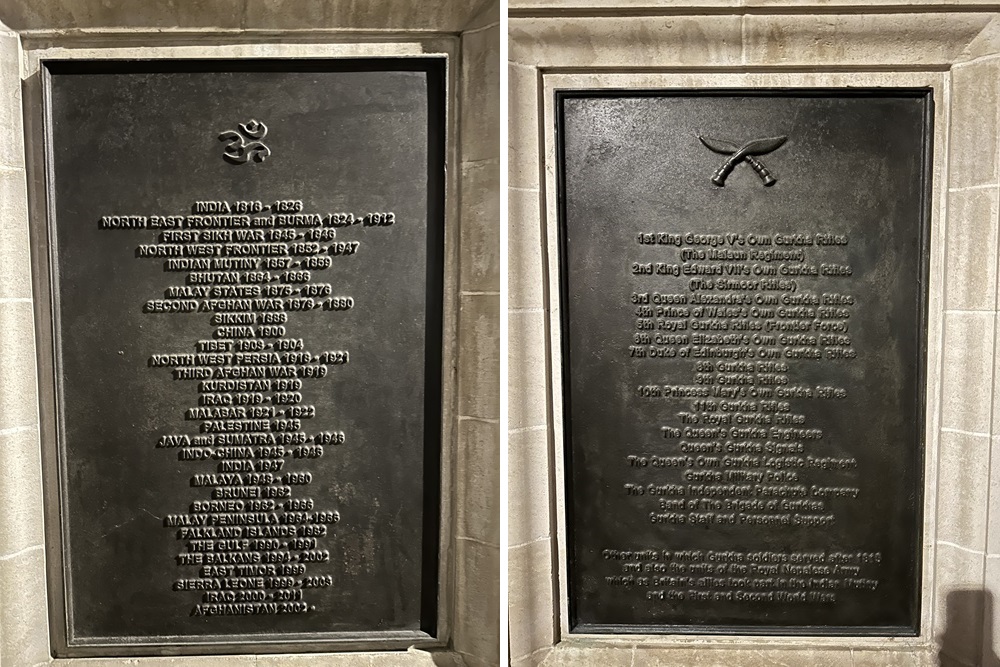 ॐ
INDIA 1816 - 1826
NORTH EAST FRONTIER and BURMA 1824 - 1912
FIRST SIKH WAR 1845 - 1846
NORTH WEST FRONTIER 1852 - 1947
INDIAN MUTINY 1857 - 1859
BHUTAN 1864 - 1866
MALAY STATES 1875 - 1876
SECOND AFGHAN WAR 1878 - 1880
SIKKIM 1888
CHINA 1900
TIBET 1903 - 1904
NORTH WEST PERSIA 1918 - 1921
THIRD AFGHAN WAR 1919
KURDISTAN 1919
IRAQ 1919 - 1920
MALABAR 1921 - 1922
PALESTINE 1945
JAVA and SUMATRA 1945 - 1946
INDO-CHINA 1945 - 1946
INDIA 1947
MALAYA 1948 - 1960
BRUNEI 1962
BORNEO 1962 - 1966
MALAY PENINSULA 1964-1966
FALKLAND ISLANDS 1982
THE GULF 1990 - 1991
THE BALKANS 1994 - 2002
EAST TIMOR 1999
SIERRA LEONE 1999 - 2003
IRAQ 2000 - 2011
AFGHANISTAN 2002 -
1st King George V's Own Gurkha Rifles
(The Malaun Regiment)
2nd King Edward VII's Own Gurkha Rifles
(The Sirmoor Rifles)
3rd Queen Alexandra's Own Gurkha Rifles
4th Prince of Wales's Own Gurkha Rifles
5th Royal Gurkha Rifles (Frontier Force)
6th Queen Elizabeth's Own Gurkha Rifles
7th Duke of Edinburgh's Own Gurkha Rifles
8th Gurkha Rifles
9th Gurkha Rifles
10th Princess Mary's Own Gurkha Rifles
11th Gurkha Rifles
The Royal Gurkha Rifles
The Queen's Gurkha Engineers
Queen's Gurkha Signals
The Queen's Own Gurkha Logistic Regiment
Gurkha Military Police
The Gurkha Independent Parachute Company
Band of The Brigade of Gurkhas
Gurkha Staff and Personnel Support
Other units in which Gurkha soldiers served after 1816
and also the units of the Royal Nepalese Army
which as Britain's allies took part in the Indian Mutiny
and the First and Second World Wars